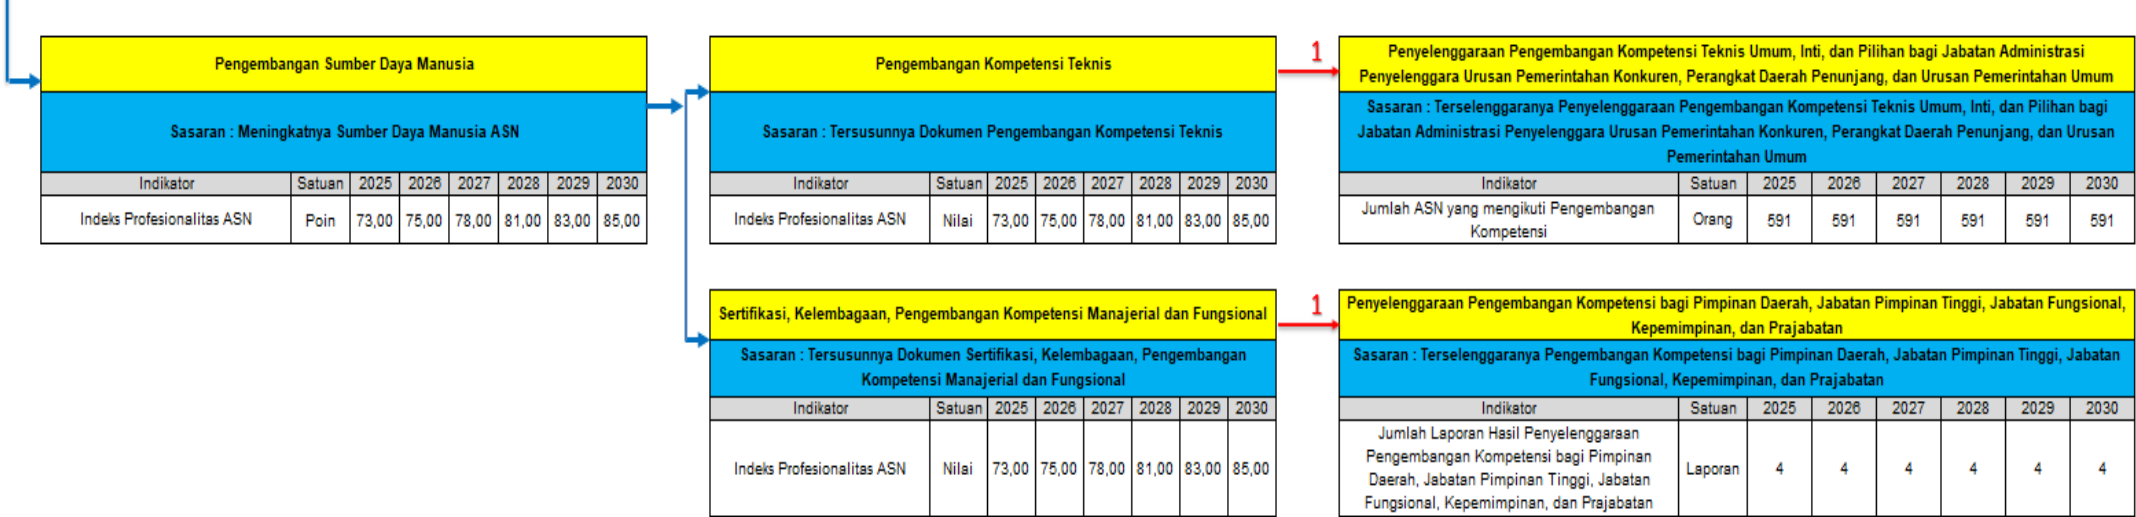 Pengembangan Sumber Daya Manusia
Sasaran : Meningkatnya Sumber Daya Manusia ASN
Indikator Satuan 2025 2026 2027 2028 2029 2030
Indeks Profesionalitas ASN Poin 73,00 75,00 78,00 81,00 83,00 85,00
Pengembangan Kompetensi Teknis
Sasaran : Tersusunnya Dokumen Pengembangan Kompetensi Teknis
Indikator Satuan 2025 2026 2027 2028 2029 2030
Indeks Profesionalitas ASN Nilai 73,00 75,00 78,00 81,00 83,00 85,00
1
Penyelenggaraan Pengembangan Kompetensi Teknis Umum, Inti, dan Pilihan bagi Jabatan Administrasi
Penyelenggara Urusan Pemerintahan Konkuren, Perangkat Daerah Penunjang, dan Urusan Pemerintahan Umum
Sasaran : Terselenggaranya Penyelenggaraan Pengembangan Kompetensi Teknis Umum, Inti, dan Pilihan bagi
Jabatan Administrasi Penyelenggara Urusan Pemerintahan Konkuren, Perangkat Daerah Penunjang, dan Urusan
Pemerintahan Umum
Indikator Satuan 2025 2026 2027 2028 2029 2030
Jumlah ASN yang mengikuti Pengembangan
Kompetensi Orang 591 591 591 591 591 591
Sertifikasi, Kelembagaan, Pengembangan Kompetensi Manajerial dan Fungsional
Sasaran : Tersusunnya Dokumen Sertifikasi, Kelembagaan, Pengembangan
Kompetensi Manajerial dan Fungsional
Indikator Satuan 2025 2026 2027 2028 2029 2030
Indeks Profesionalitas ASN Nilai 73,00 75,00 78,00 81,00 83,00 85,00
1
Penyelenggaraan Pengembangan Kompetensi bagi Pimpinan Daerah, Jabatan Pimpinan Tinggi, Jabatan Fungsional,
Kepemimpinan, dan Prajabatan
Sasaran : Terselenggaranya Pengembangan Kompetensi bagi Pimpinan Daerah, Jabatan Pimpinan Tinggi, Jabatan
Fungsional, Kepemimpinan, dan Prajabatan
Indikator Satuan 2025 2026 2027 2028 2029 2030
Jumlah Laporan Hasil Penyelenggaraan
Pengembangan Kompetensi bagi Pimpinan
Daerah, Jabatan Pimpinan Tinggi, Jabatan
Fungsional, Kepemimpinan, dan Prajabatan Laporan 4 4 4 4 4 4